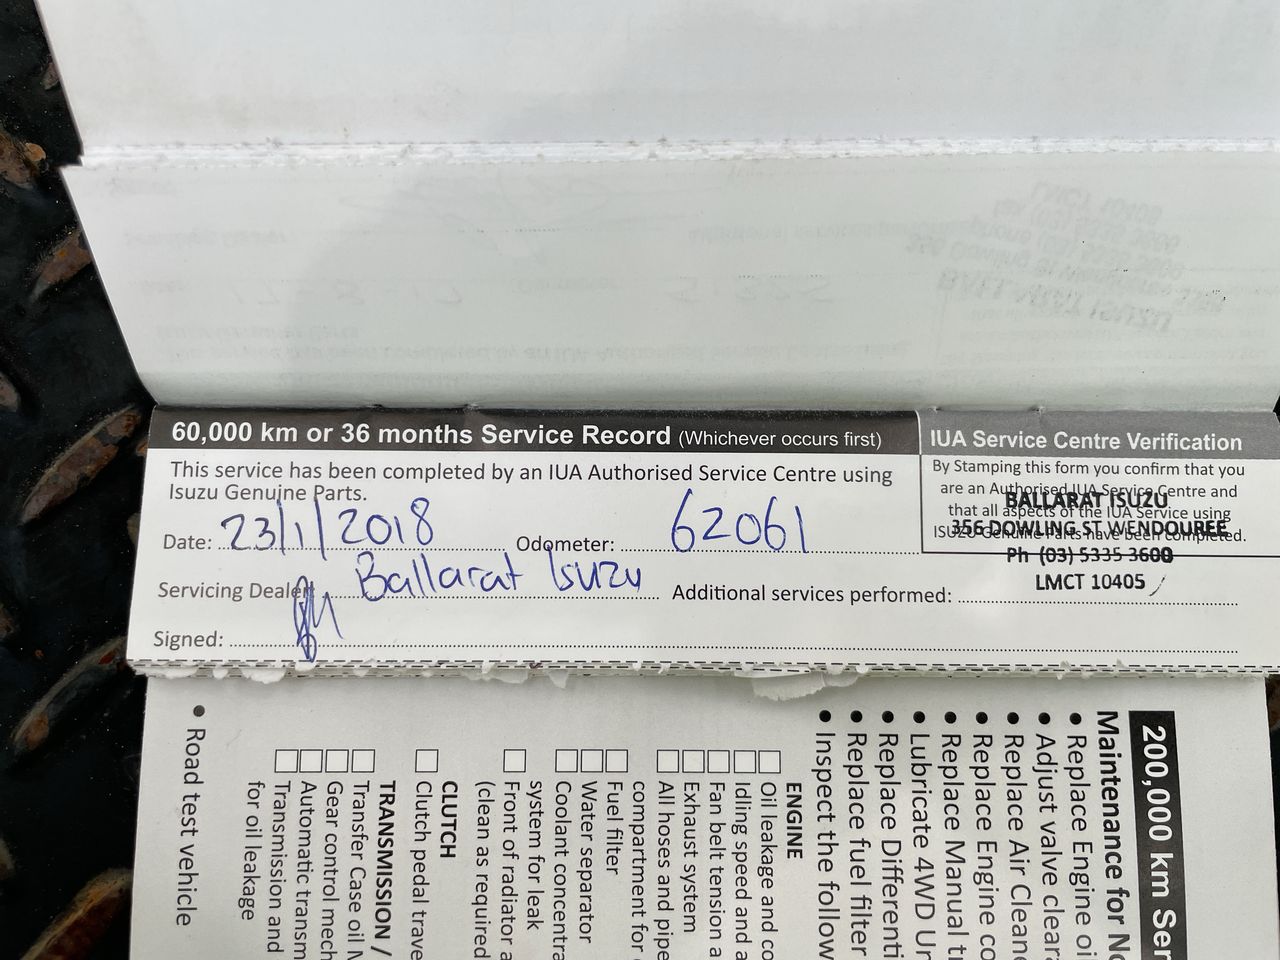 60,000 km or 36 months Service Record (Whichever occurs first)
This service has been completed by an IUA Authorised Service Centre using
Isuzu Genuine Parts.
Date: 23/1/2018 Odometer: 62061
Servicing Dealer: Ballarat Isuzu Additional services performed:
Signed:
IUA Service Centre Verification
By Stamping this form you confirm that you
are an Authorised IUA Service Centre and
that all aspects of the IUA Service using
ISUZU Genuine Parts have been completed.
BALLARAT ISUZU
356 DOWLING ST WENDOUREE
Ph (03) 5335 3600
LMCT 10405
200,000 km Ser
Maintenance for No
• Replace Engine oi
• Adjust valve cleara
• Replace Air Clean
• Replace Engine co
• Replace Manual t
• Lubricate 4WD Un
• Replace Differenti
• Replace fuel filter
• Inspect the follow
ENGINE
Oil leakage and co
Idling speed and a
Fan belt tension a
Exhaust system
All hoses and pipe
compartment for
Fuel filter
Water separator
Coolant concentra
system for leak
Front of radiator a
(clean as required
CLUTCH
Clutch pedal trave
TRANSMISSION /
Transfer Case oil
Gear control mech
Automatic transm
Transmission and
for oil leakage
• Road test vehicle